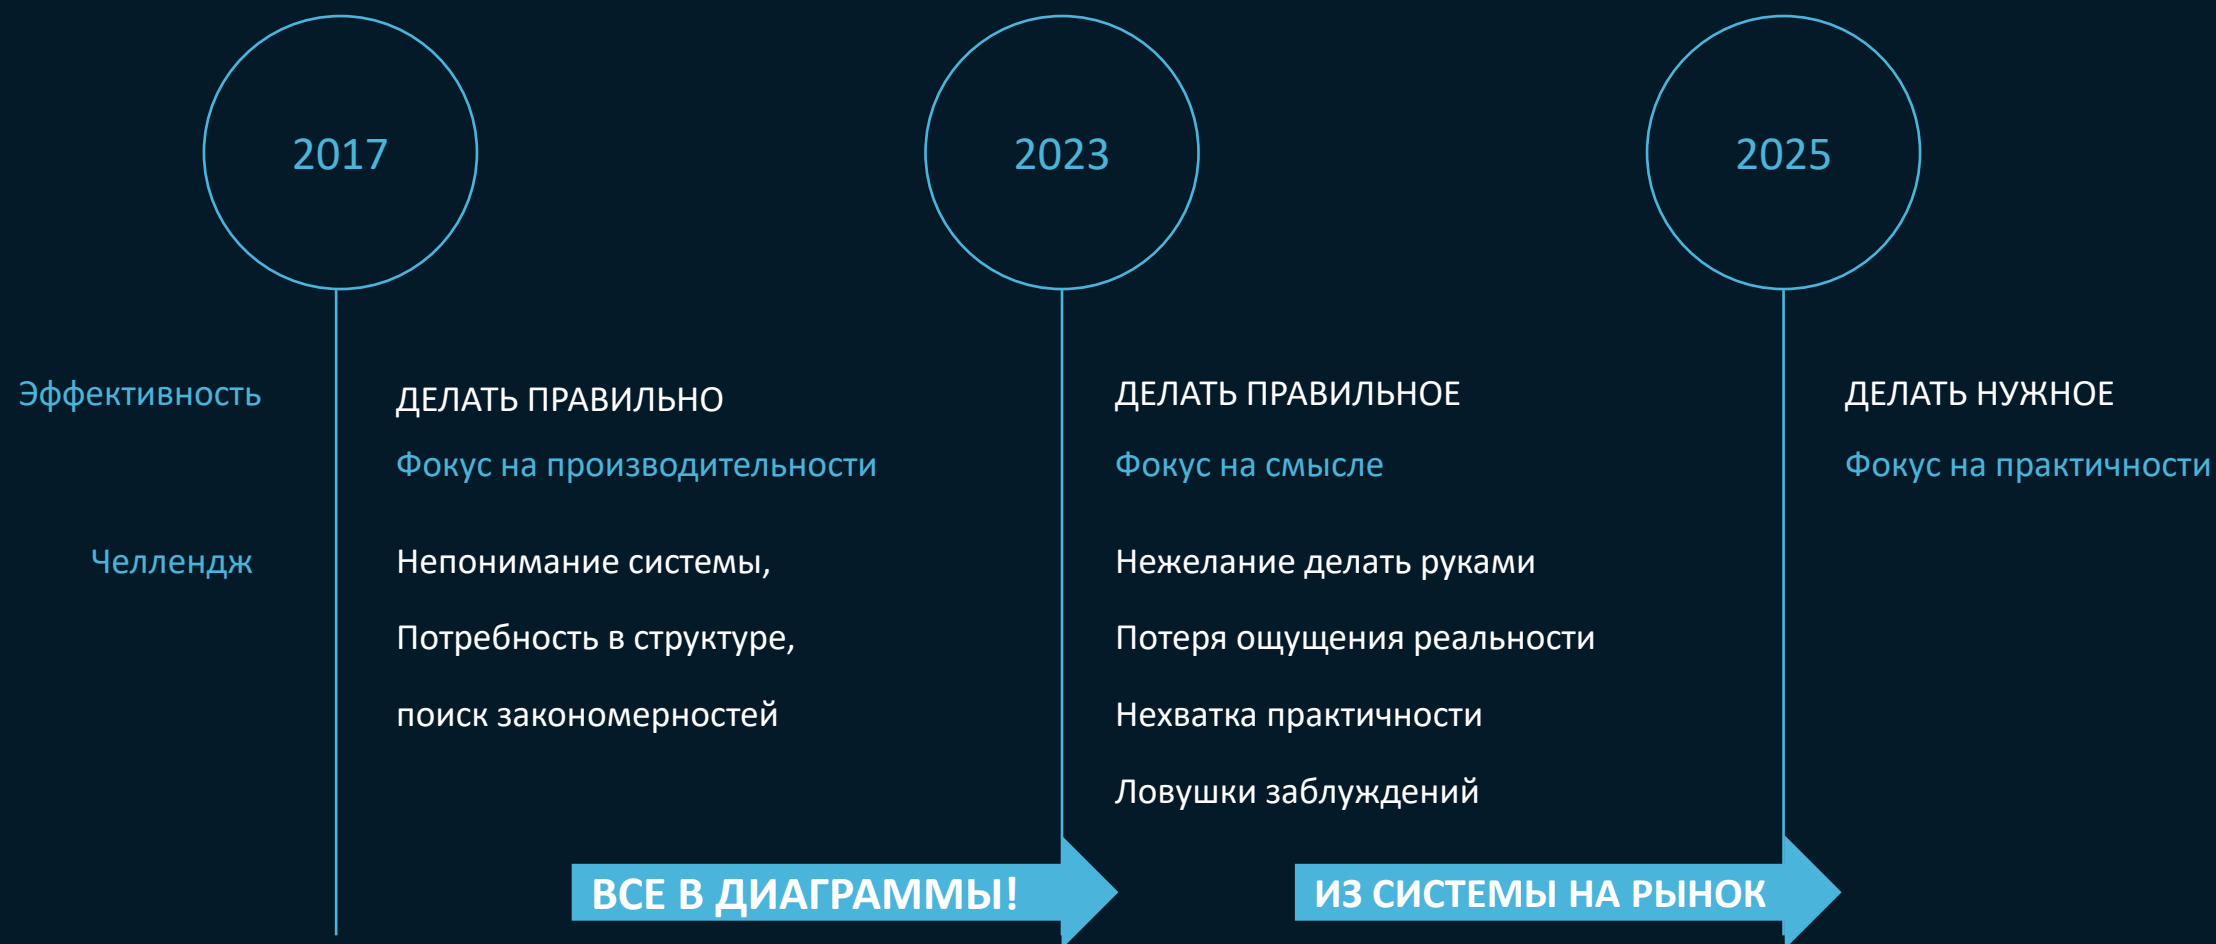 2017
2023
2025
Эффективность
ДЕЛАТЬ ПРАВИЛЬНО
Фокус на производительности
ДЕЛАТЬ ПРАВИЛЬНОЕ
Фокус на смысле
ДЕЛАТЬ НУЖНОЕ
Фокус на практичности
Челлендж
Непонимание системы,
Потребность в структуре,
поиск закономерностей
Нежелание делать руками
Потеря ощущения реальности
Нехватка практичности
Ловушки заблуждений
ВСЕ В ДИАГРАММЫ!
ИЗ СИСТЕМЫ НА РЫНОК